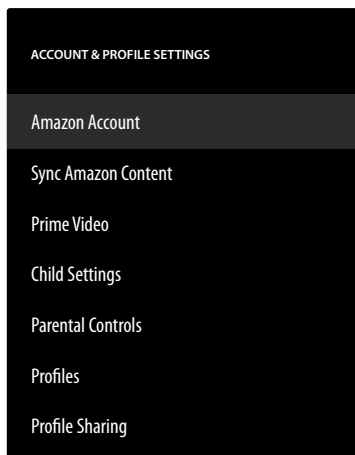 ACCOUNT & PROFILE SETTINGS
Amazon Account
Sync Amazon Content
Prime Video
Child Settings
Parental Controls
Profiles
Profile Sharing